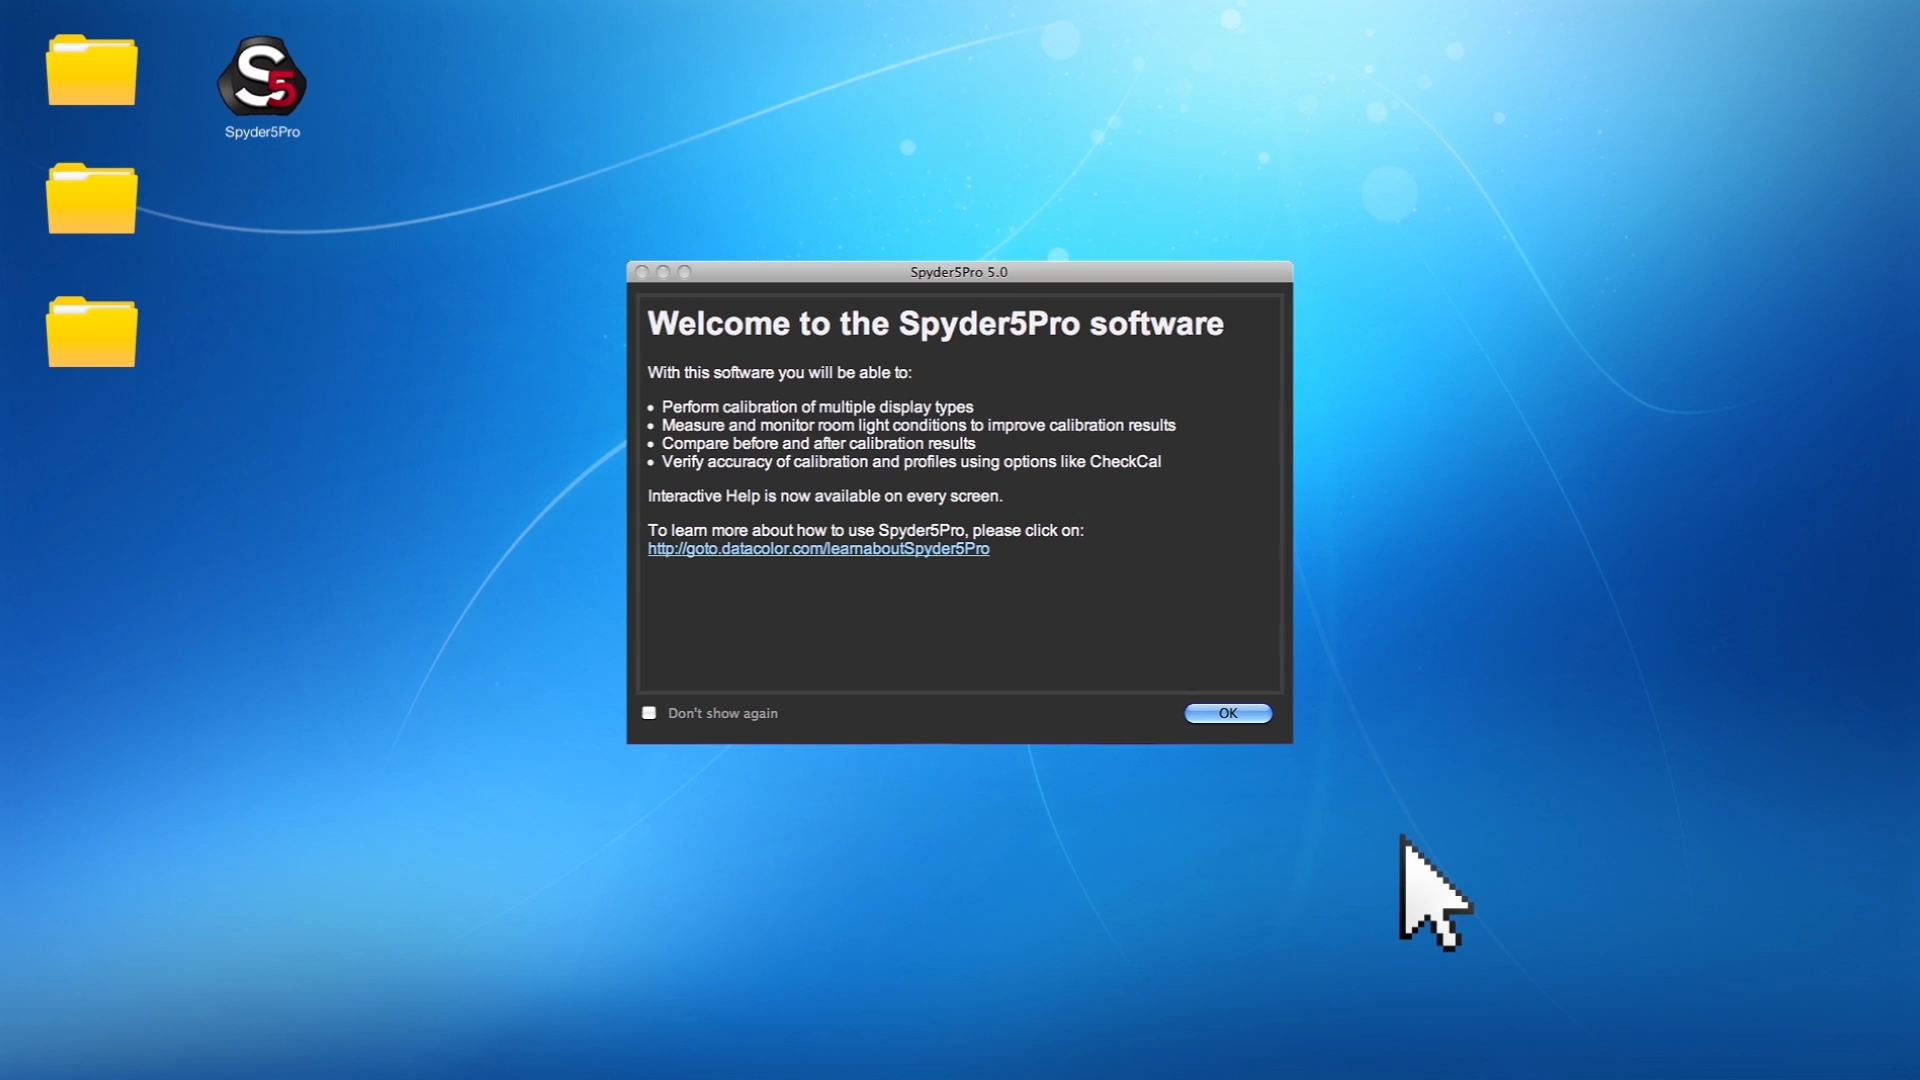 S5
Spyder5Pro
Spyder5Pro 5.0
Welcome to the Spyder5Pro software
With this software you will be able to:
• Perform calibration of multiple display types
• Measure and monitor room light conditions to improve calibration results
• Compare before and after calibration results
• Verify accuracy of calibration and profiles using options like CheckCal
Interactive Help is now available on every screen.
To learn more about how to use Spyder5Pro, please click on:
http://goto.datacolor.com/learnaboutSpyder5Pro
Don't show again
OK